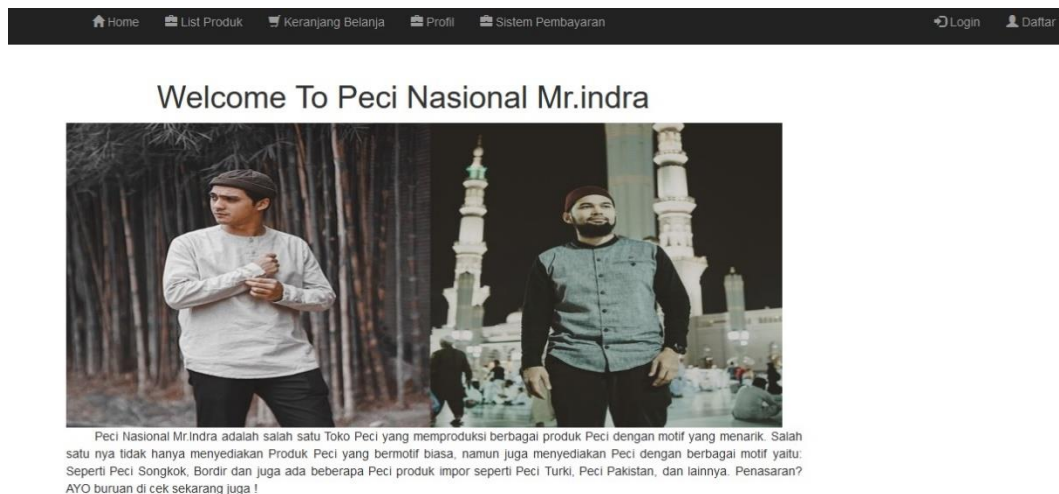 Home List Produk Keranjang Belanja Profil Sistem Pembayaran Login Daftar
Welcome To Peci Nasional Mr.indra
Peci Nasional Mr.Indra adalah salah satu Toko Peci yang memproduksi berbagai produk Peci dengan motif yang menarik. Salah
satu nya tidak hanya menyediakan Produk Peci yang bermotif biasa, namun juga menyediakan Peci dengan berbagai motif yaitu:
Seperti Peci Songkok, Bordir dan juga ada beberapa Peci produk impor seperti Peci Turki, Peci Pakistan, dan lainnya. Penasaran?
AYO buruan di cek sekarang juga !